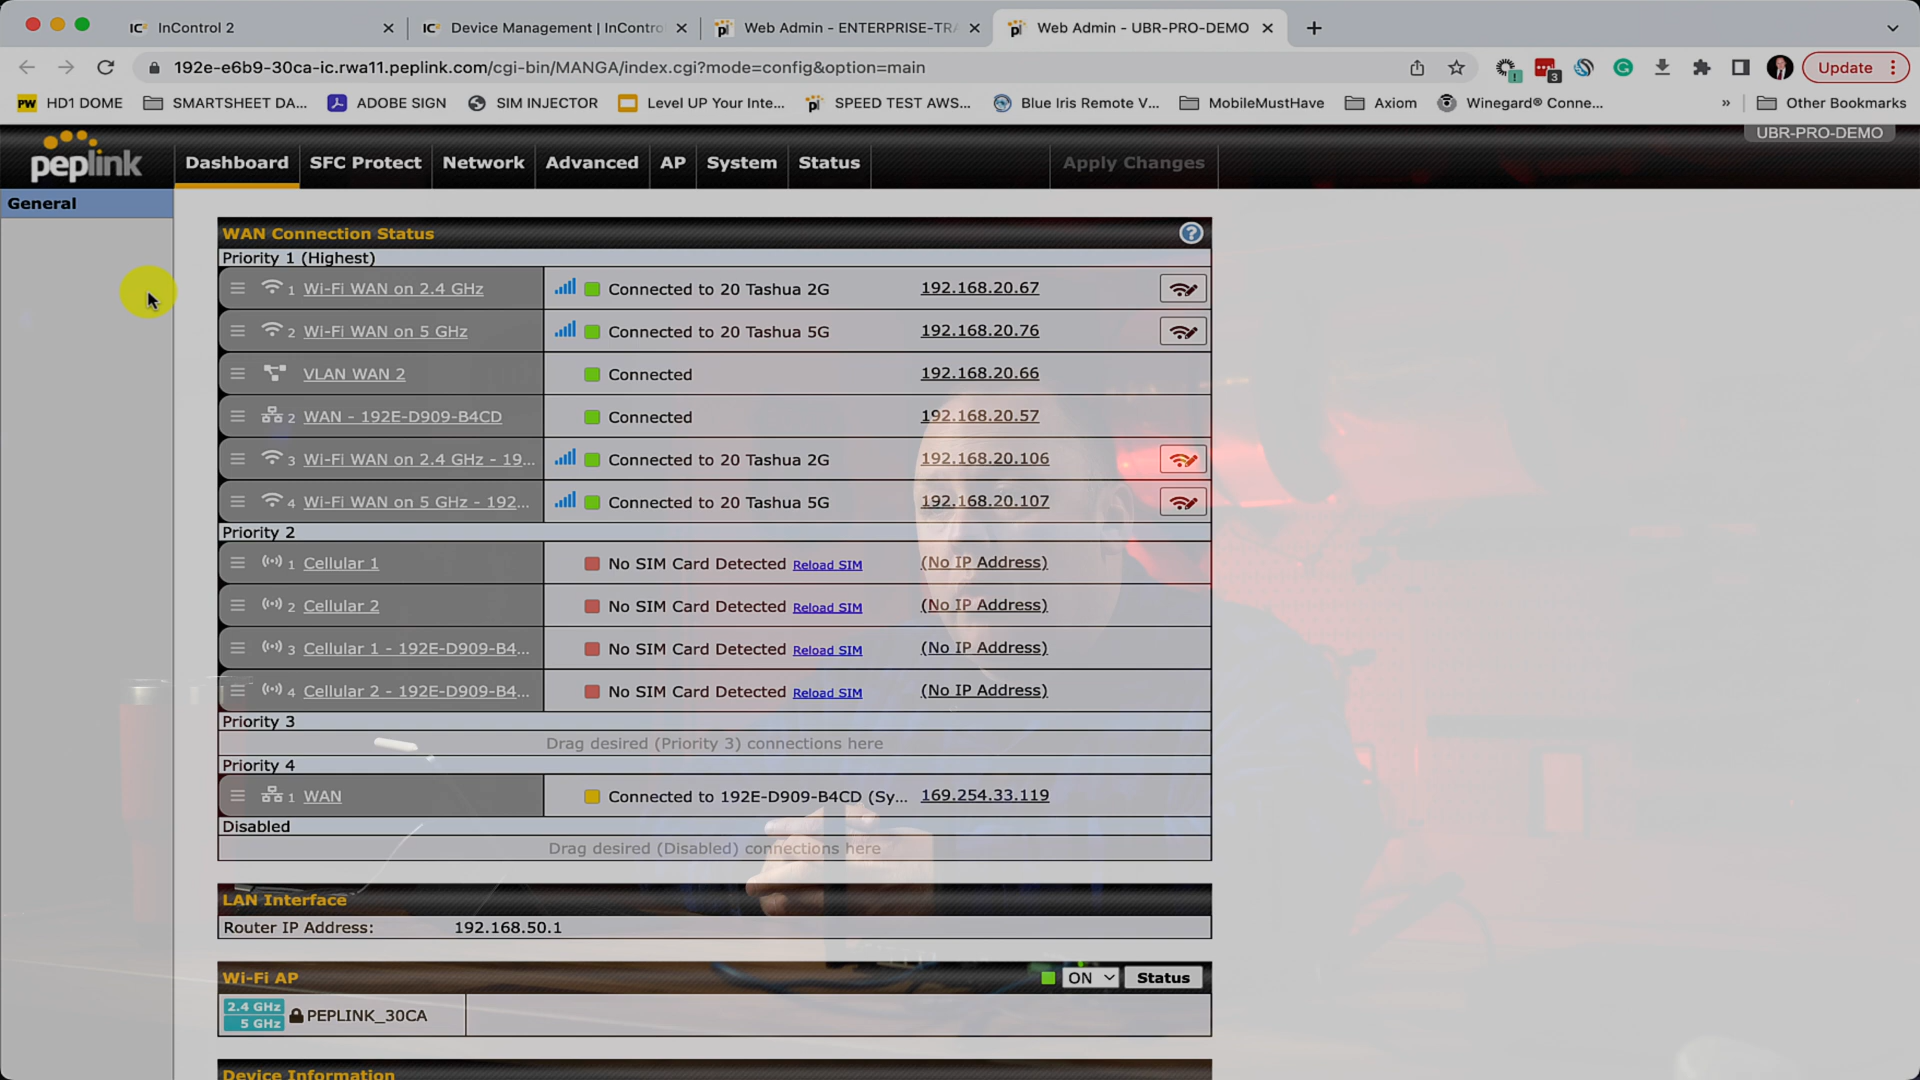 InControl 2
Device Management | InContro
Web Admin - ENTERPRISE-TRA
Web Admin - UBR-PRO-DEMO
192e-e6b9-30ca-ic.rwa11.peplink.com/cgi-bin/MANGA/index.cgi?mode=config&option=main
3
Update
HD1 DOME
SMARTSHEET DA...
ADOBE SIGN
SIM INJECTOR
Level UP Your Inte...
SPEED TEST AWS...
Blue Iris Remote V...
MobileMustHave
Axiom
Winegard® Conne...
»
Other Bookmarks
UBR-PRO-DEMO
peplink
Dashboard
SFC Protect
Network
Advanced
AP
System
Status
Apply Changes
General
WAN Connection Status
Priority 1 (Highest)
1 Wi-Fi WAN on 2.4 GHz Connected to 20 Tashua 2G 192.168.20.67
2 Wi-Fi WAN on 5 GHz Connected to 20 Tashua 5G 192.168.20.76
VLAN WAN 2 Connected 192.168.20.66
2 WAN - 192E-D909-B4CD Connected 192.168.20.57
3 Wi-Fi WAN on 2.4 GHz - 19... Connected to 20 Tashua 2G 192.168.20.106
4 Wi-Fi WAN on 5 GHz - 192... Connected to 20 Tashua 5G 192.168.20.107
Priority 2
1 Cellular 1 No SIM Card Detected Reload SIM (No IP Address)
2 Cellular 2 No SIM Card Detected Reload SIM (No IP Address)
3 Cellular 1 - 192E-D909-B4... No SIM Card Detected Reload SIM (No IP Address)
4 Cellular 2 - 192E-D909-B4... No SIM Card Detected Reload SIM (No IP Address)
Priority 3
Drag desired (Priority 3) connections here
Priority 4
1 WAN Connected to 192E-D909-B4CD (Sy... 169.254.33.119
Disabled
Drag desired (Disabled) connections here
LAN Interface
Router IP Address: 192.168.50.1
Wi-Fi AP ON Status
2.4 GHz
5 GHz
PEPLINK_30CA
Device Information